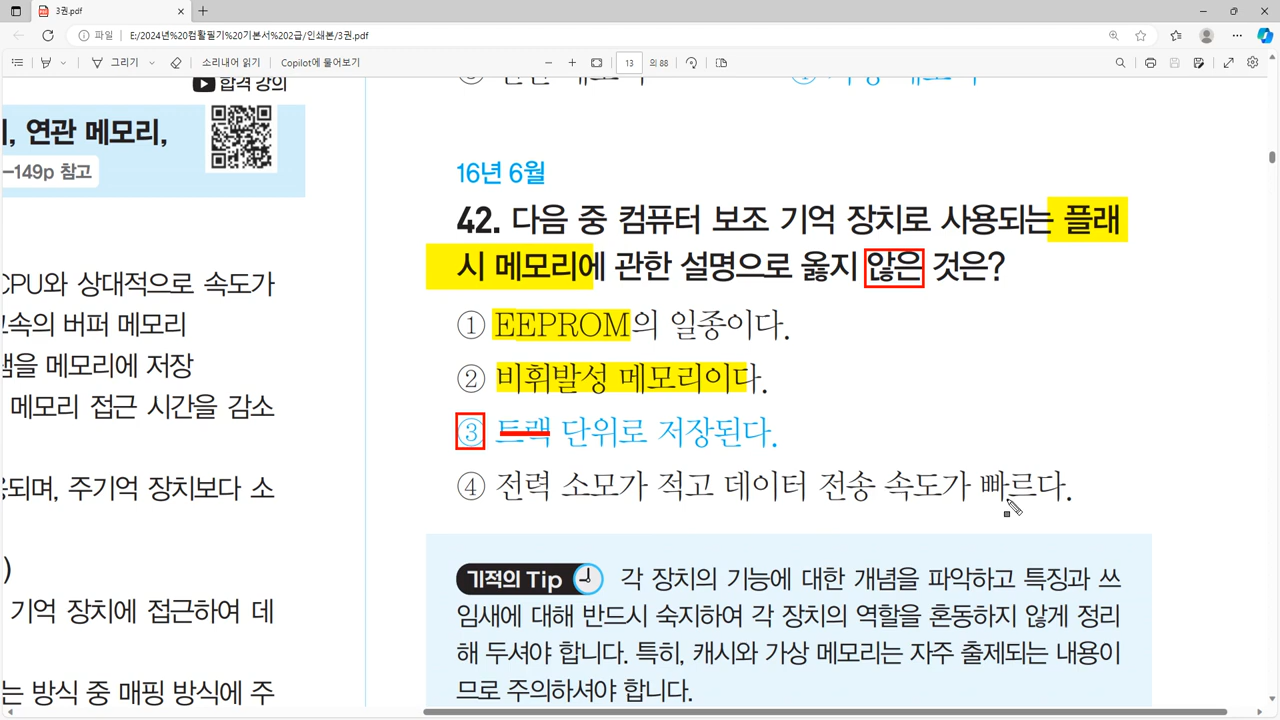 3권.pdf
파일
E:/2024년%20컴활필기%20기본서%202급/인쇄본/3권.pdf
그리기
소리내어 읽기
Copilot에 물어보기
13
의 88
합격 강의
, 연관 메모리,
–149p 참고
CPU와 상대적으로 속도가
고속의 버퍼 메모리
램을 메모리에 저장
메모리 접근 시간을 감소
용되며, 주기억 장치보다 소
)
기억 장치에 접근하여 데
는 방식 중 매핑 방식에 주
16년 6월
42. 다음 중 컴퓨터 보조 기억 장치로 사용되는 플래
시 메모리에 관한 설명으로 옳지 않은 것은?
① EEPROM의 일종이다.
② 비휘발성 메모리이다.
③ 트랙 단위로 저장된다.
④ 전력 소모가 적고 데이터 전송 속도가 빠르다.
기적의 Tip 각 장치의 기능에 대한 개념을 파악하고 특징과 쓰
임새에 대해 반드시 숙지하여 각 장치의 역할을 혼동하지 않게 정리
해 두셔야 합니다. 특히, 캐시와 가상 메모리는 자주 출제되는 내용이
므로 주의하셔야 합니다.